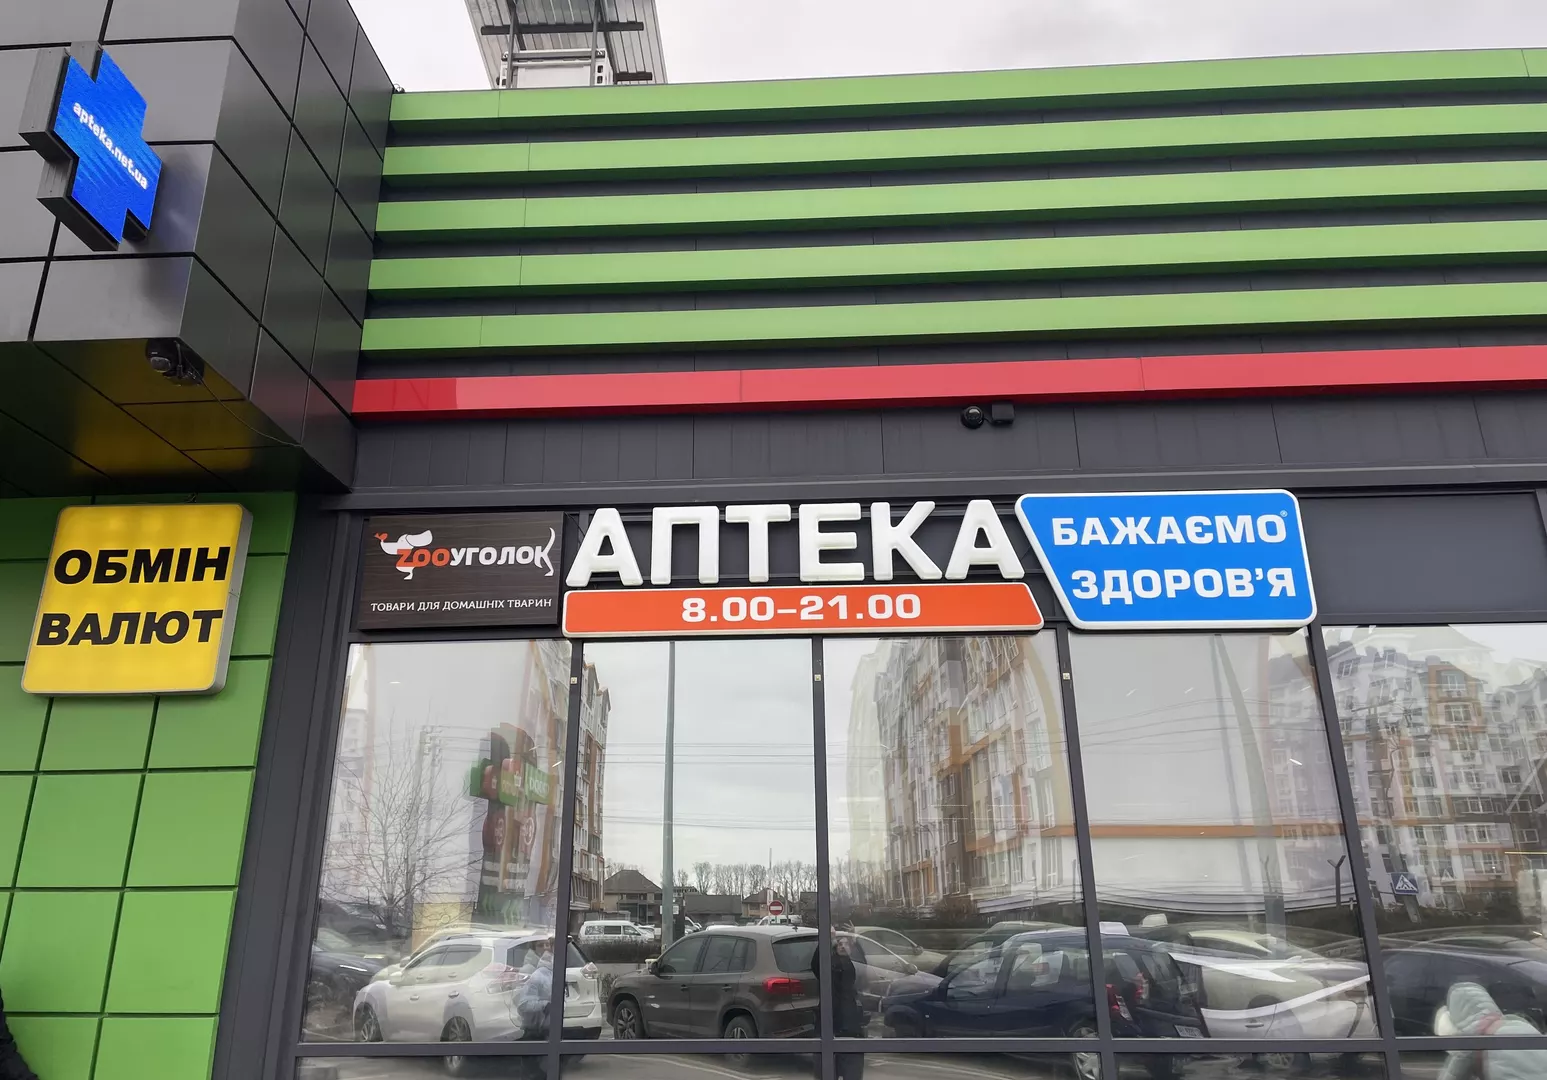 apteka.net.ua
ОБМІН
ВАЛЮТ
ZOOУГОЛОК
ТОВАРИ ДЛЯ ДОМАШНІХ ТВАРИН
АПТЕКА
8.00–21.00
БАЖАЄМО
ЗДОРОВ’Я